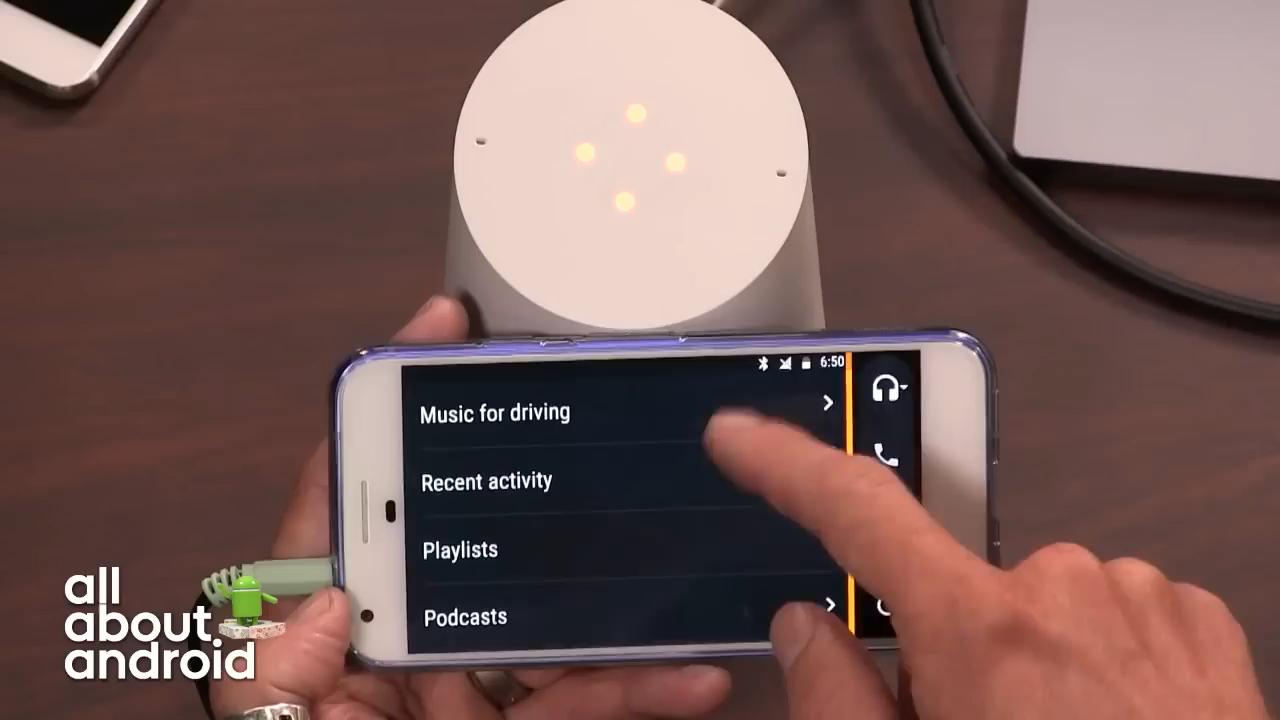 6:50
Music for driving
Recent activity
Playlists
Podcasts
all
about
android